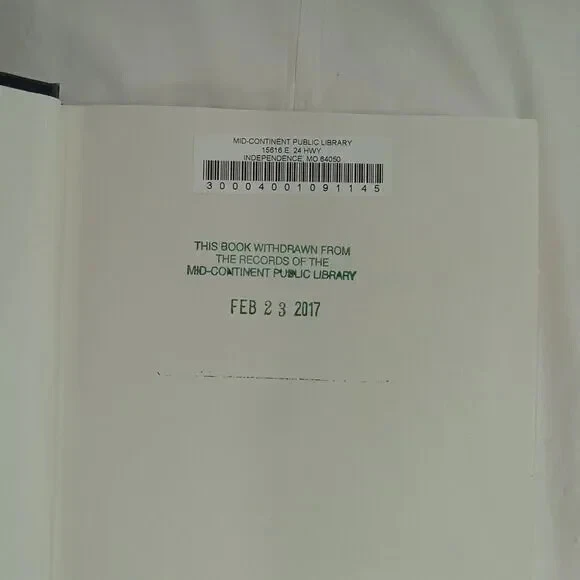 MID-CONTINENT PUBLIC LIBRARY
15616 E. 24 HWY
INDEPENDENCE, MO 64050
30004001091145
THIS BOOK WITHDRAWN FROM
THE RECORDS OF THE
MID-CONTINENT PUBLIC LIBRARY
FEB 23 2017